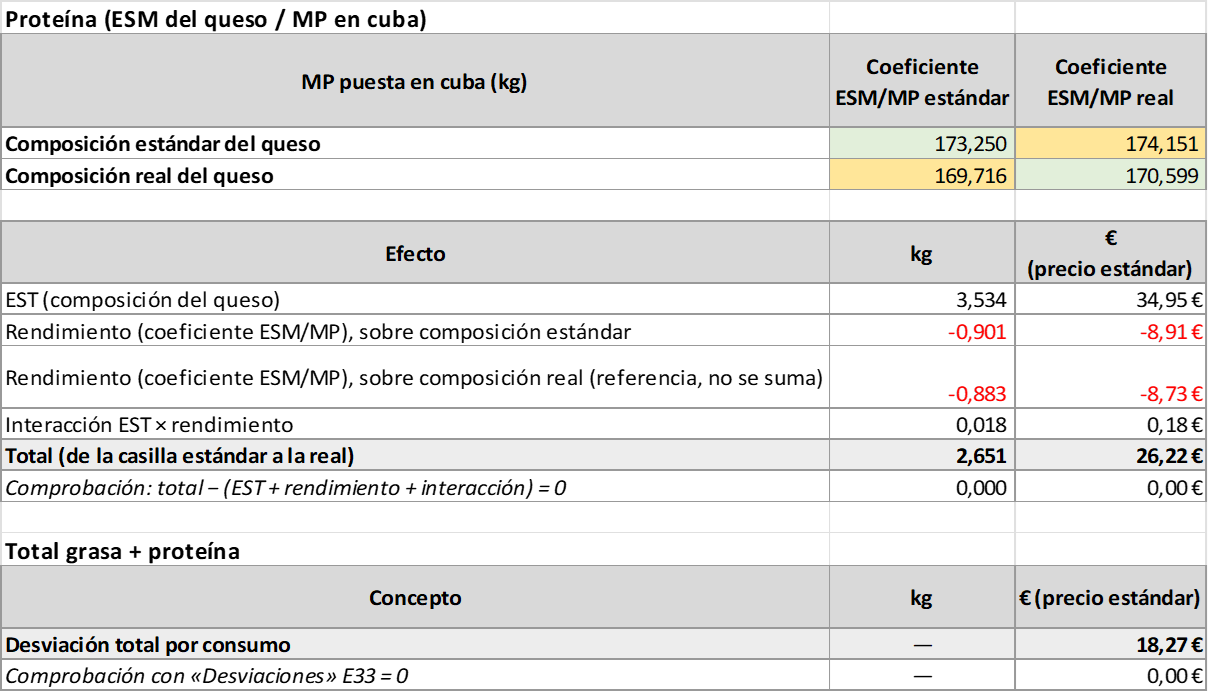 Proteína (ESM del queso / MP en cuba)
MP puesta en cuba (kg) Coeficiente ESM/MP estándar Coeficiente ESM/MP real
Composición estándar del queso 173,250 174,151
Composición real del queso 169,716 170,599
Efecto kg € (precio estándar)
EST (composición del queso) 3,534 34,95 €
Rendimiento (coeficiente ESM/MP), sobre composición estándar -0,901 -8,91 €
Rendimiento (coeficiente ESM/MP), sobre composición real (referencia, no se suma) -0,883 -8,73 €
Interacción EST × rendimiento 0,018 0,18 €
Total (de la casilla estándar a la real) 2,651 26,22 €
Comprobación: total − (EST + rendimiento + interacción) = 0 0,000 0,00 €
Total grasa + proteína
Concepto kg € (precio estándar)
Desviación total por consumo — 18,27 €
Comprobación con «Desviaciones» E33 = 0 — 0,00 €